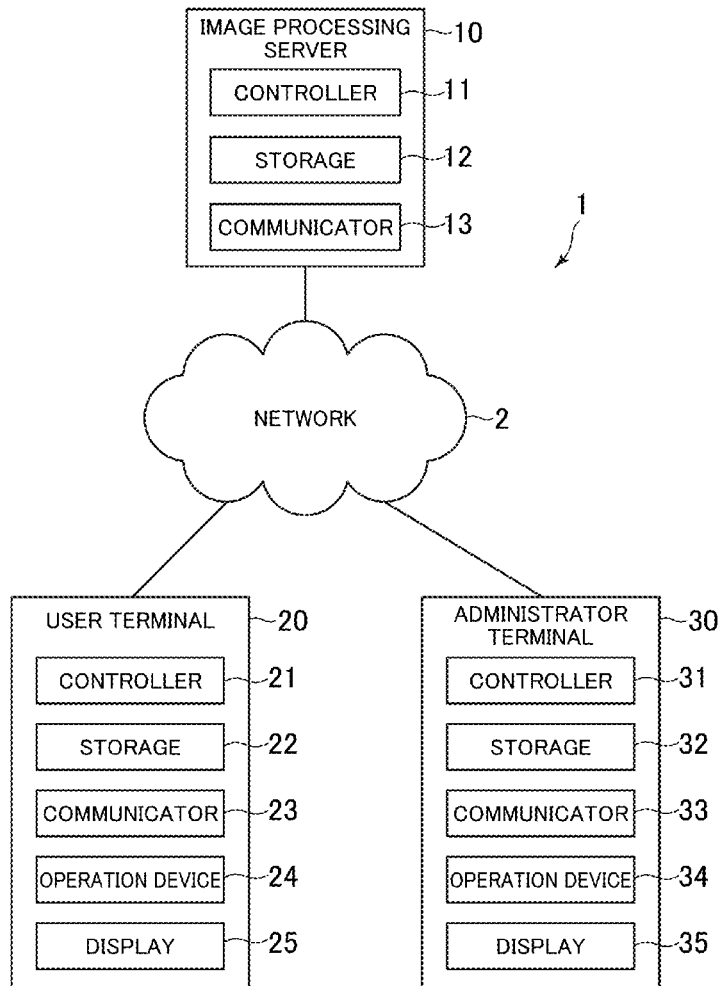 IMAGE PROCESSING
SERVER
10
CONTROLLER
11
STORAGE
12
COMMUNICATOR
13
1
NETWORK
2
USER TERMINAL
20
CONTROLLER
21
STORAGE
22
COMMUNICATOR
23
OPERATION DEVICE
24
DISPLAY
25
ADMINISTRATOR
TERMINAL
30
CONTROLLER
31
STORAGE
32
COMMUNICATOR
33
OPERATION DEVICE
34
DISPLAY
35